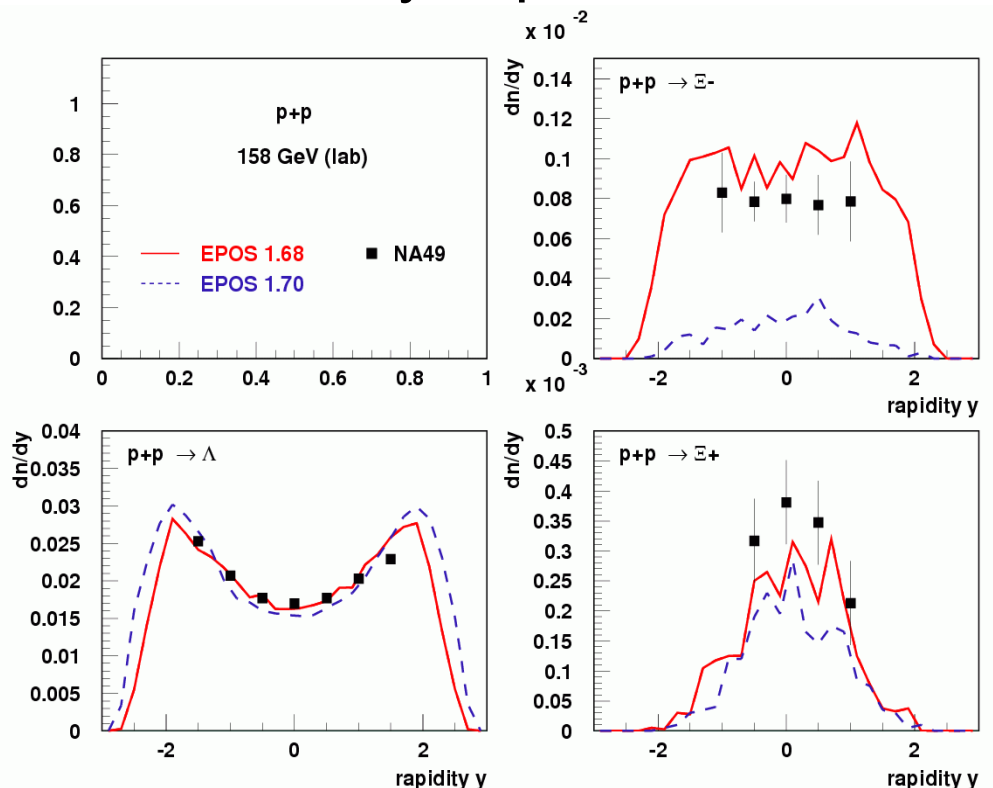 x 10 -2
1
0.8
0.6
0.4
0.2
0
0 0.2 0.4 0.6 0.8 1
p+p
158 GeV (lab)
EPOS 1.68
EPOS 1.70
NA49
dn/dy
0.14
0.12
0.1
0.08
0.06
0.04
0.02
0
-2 0 2
p+p → Ξ-
rapidity y
dn/dy
0.04
0.035
0.03
0.025
0.02
0.015
0.01
0.005
0
-2 0 2
p+p → Λ
rapidity y
x 10 -3
dn/dy
0.5
0.45
0.4
0.35
0.3
0.25
0.2
0.15
0.1
0.05
0
-2 0 2
p+p → Ξ+
rapidity y